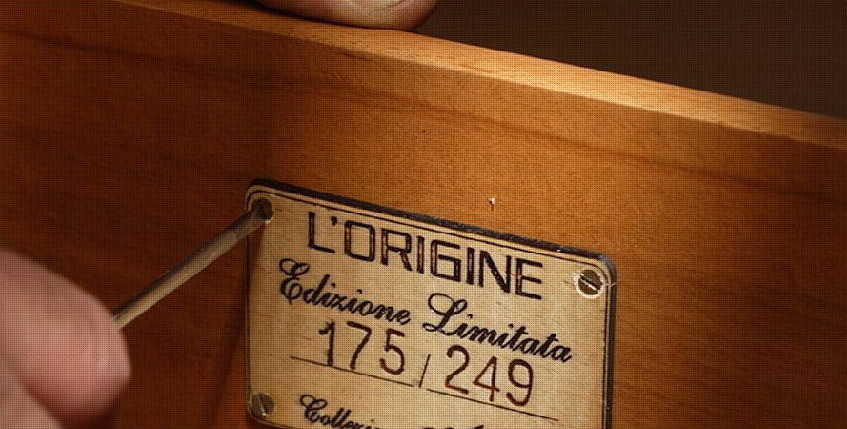 L'ORIGINE
Edizione Limitata
175/249